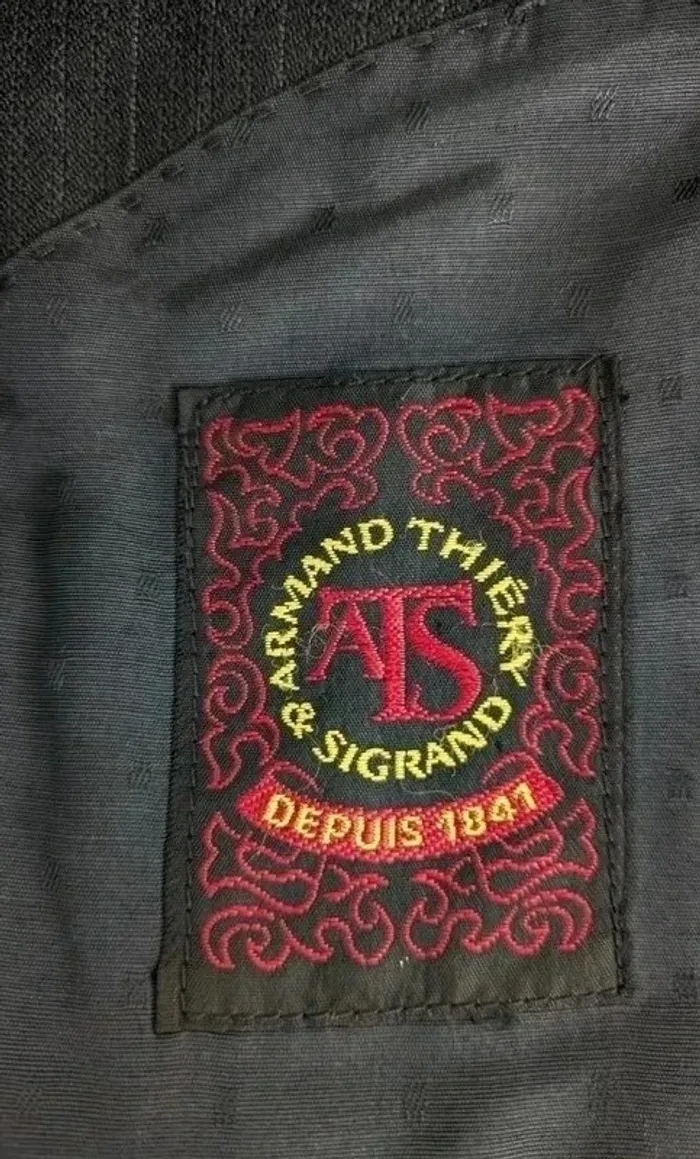 ARMAND THIÉRY
& SIGRAND
ATS
DEPUIS 1841